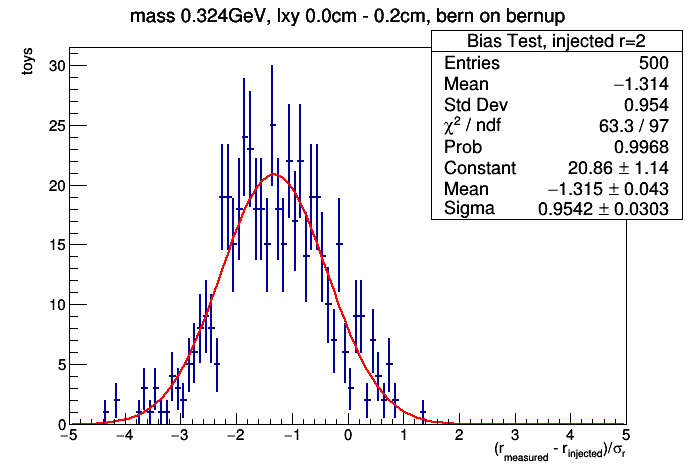 mass 0.324GeV, lxy 0.0cm - 0.2cm, bern on bernup
Bias Test, injected r=2
Entries 500
Mean −1.314
Std Dev 0.954
χ² / ndf 63.3 / 97
Prob 0.9968
Constant 20.86 ± 1.14
Mean −1.315 ± 0.043
Sigma 0.9542 ± 0.0303
toys
30
25
20
15
10
5
0
−5 −4 −3 −2 −1 0 1 2 3 4 5
(r_measured - r_injected)/σ_r